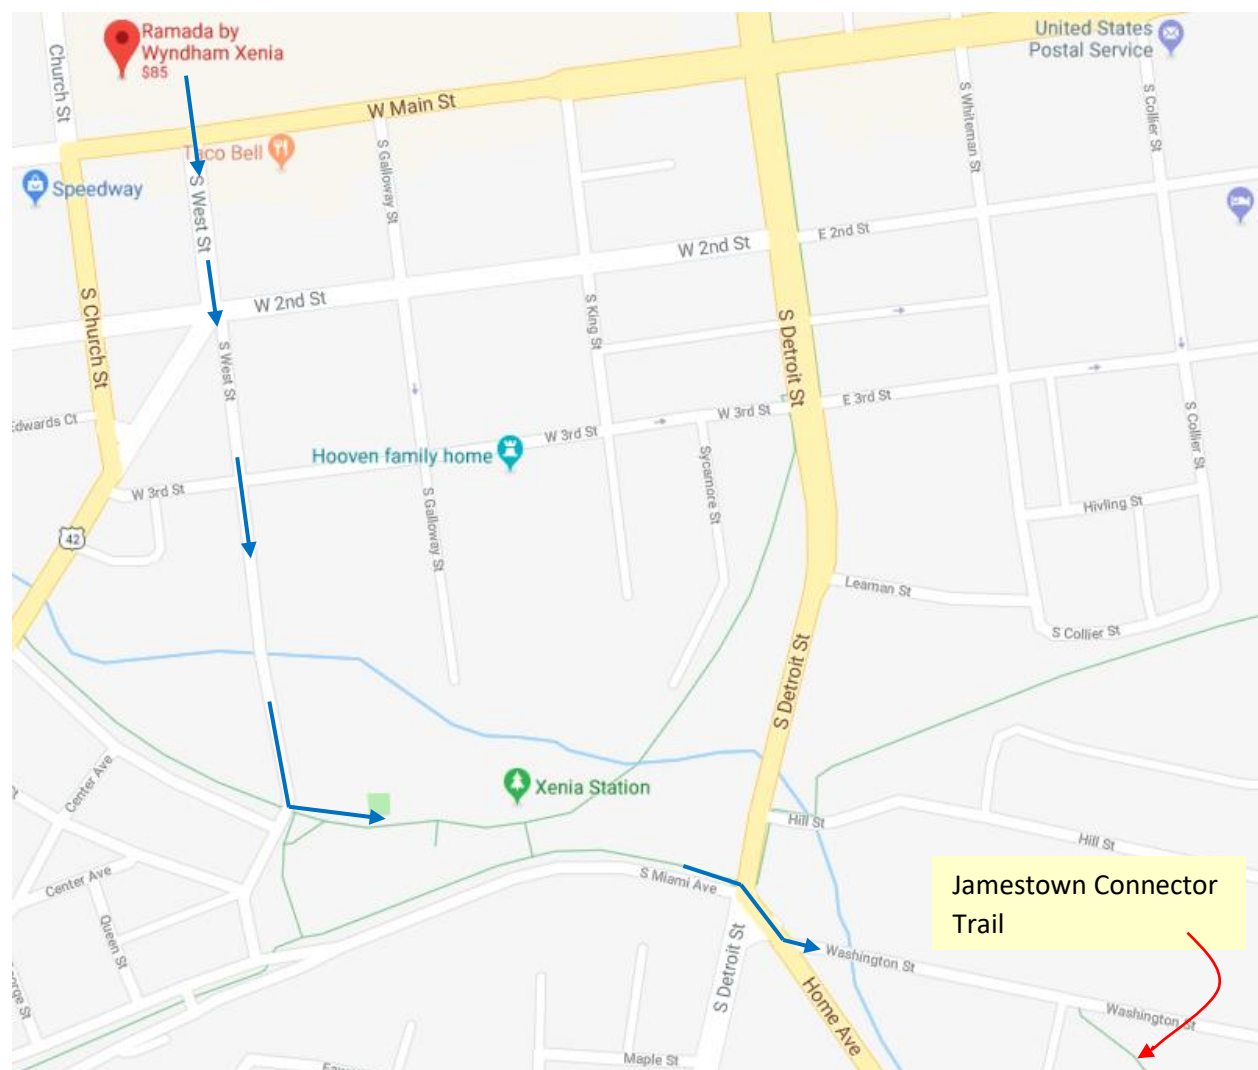 Ramada by
Wyndham Xenia
$85
United States
Postal Service
Church St
W Main St
Taco Bell
Speedway
S West St
S Galloway St
S Whiteman St
S Collier St
W 2nd St
E 2nd St
W 2nd St
S Church St
S West St
S King St
S Detroit St
Edwards Ct
W 3rd St
E 3rd St
W 3rd St
S Collier St
Hooven family home
W 3rd St
Sycamore St
S Galloway St
Hivling St
42
Leaman St
S Collier St
S Detroit St
Center Ave
Xenia Station
Hill St
Hill St
Center Ave
S Miami Ave
Jamestown Connector
Trail
Queen St
S Detroit St
Washington St
Home Ave
Washington St
Maple St